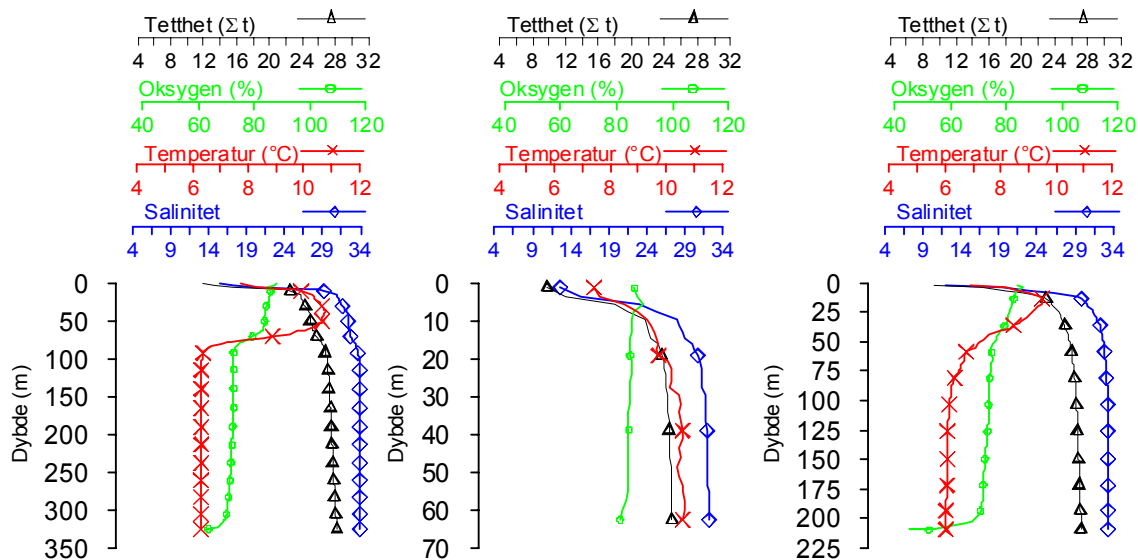 Tetthet (Σ t) Tetthet (Σ t) Tetthet (Σ t)
4 8 12 16 20 24 28 32 4 8 12 16 20 24 28 32 4 8 12 16 20 24 28 32
Oksygen (%) Oksygen (%) Oksygen (%)
40 60 80 100 120 40 60 80 100 120 40 60 80 100 120
Temperatur (°C) Temperatur (°C) Temperatur (°C)
4 6 8 10 12 4 6 8 10 12 4 6 8 10 12
Salinitet Salinitet Salinitet
4 9 14 19 24 29 34 4 9 14 19 24 29 34 4 9 14 19 24 29 34
Dybde (m)
0
50
90
100
140
150
190
200
250
300
350
Dybde (m)
0
10
20
30
40
50
60
70
Dybde (m)
0
25
50
75
100
125
150
175
200
225